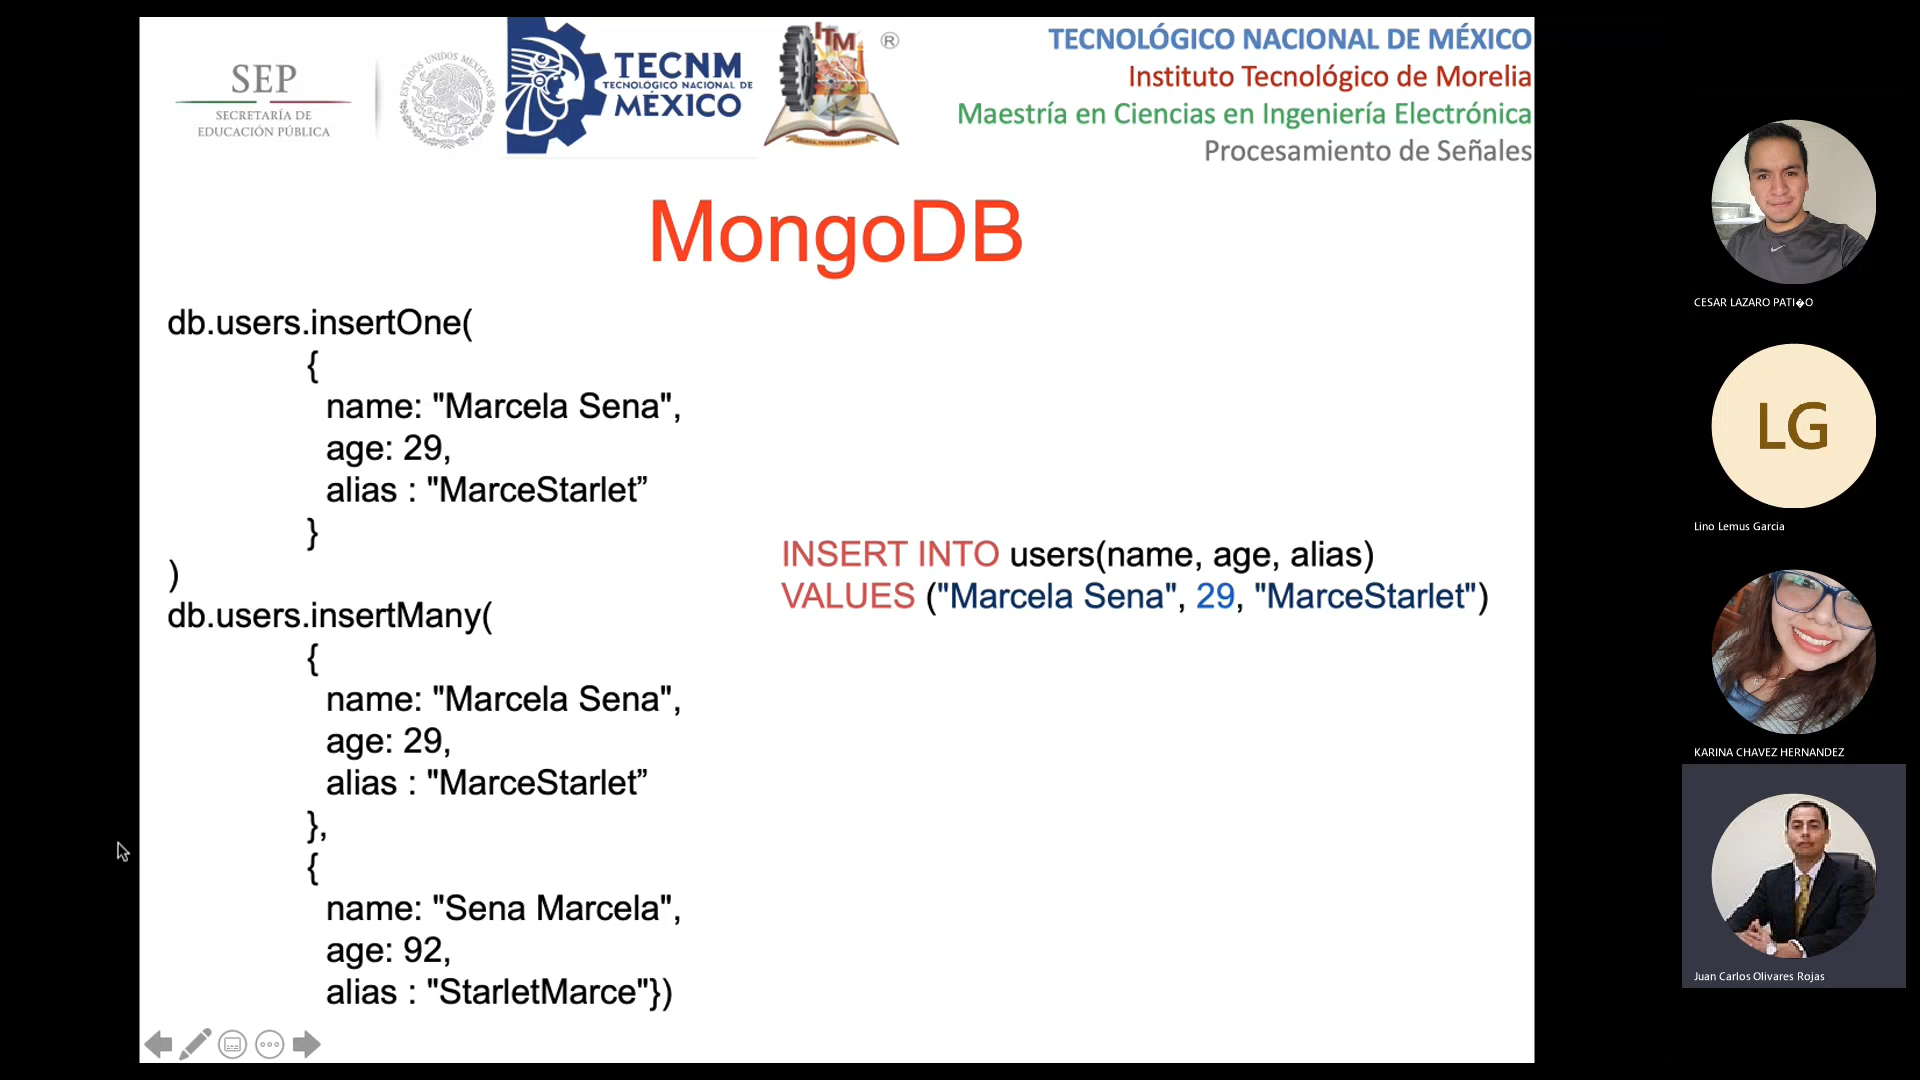 SEP
SECRETARÍA DE
EDUCACIÓN PÚBLICA
ESTADOS UNIDOS MEXICANOS
TECNM
TECNOLÓGICO NACIONAL DE
MÉXICO
ITM
®
TECNOLÓGICO NACIONAL DE MÉXICO
Instituto Tecnológico de Morelia
Maestría en Ciencias en Ingeniería Electrónica
Procesamiento de Señales
MongoDB
db.users.insertOne(
{
name: "Marcela Sena",
age: 29,
alias : "MarceStarlet”
}
)
db.users.insertMany(
{
name: "Marcela Sena",
age: 29,
alias : "MarceStarlet”
},
{
name: "Sena Marcela",
age: 92,
alias : "StarletMarce"})
INSERT INTO users(name, age, alias)
VALUES ("Marcela Sena", 29, "MarceStarlet")
CESAR LAZARO PATI�O
LG
Lino Lemus Garcia
KARINA CHAVEZ HERNANDEZ
Juan Carlos Olivares Rojas